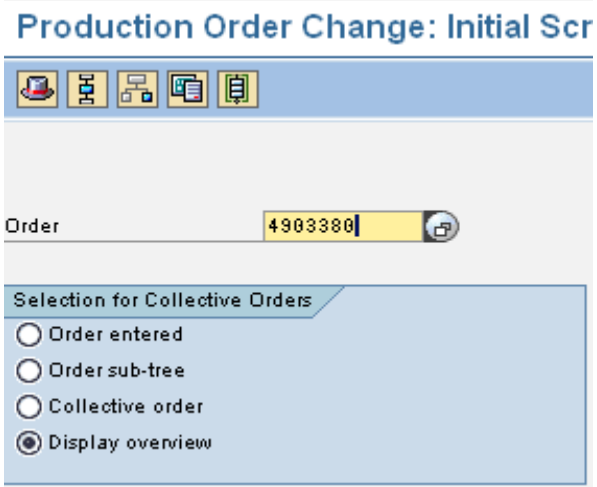 Production Order Change: Initial Scr
Order 4903380
Selection for Collective Orders
Order entered
Order sub-tree
Collective order
Display overview